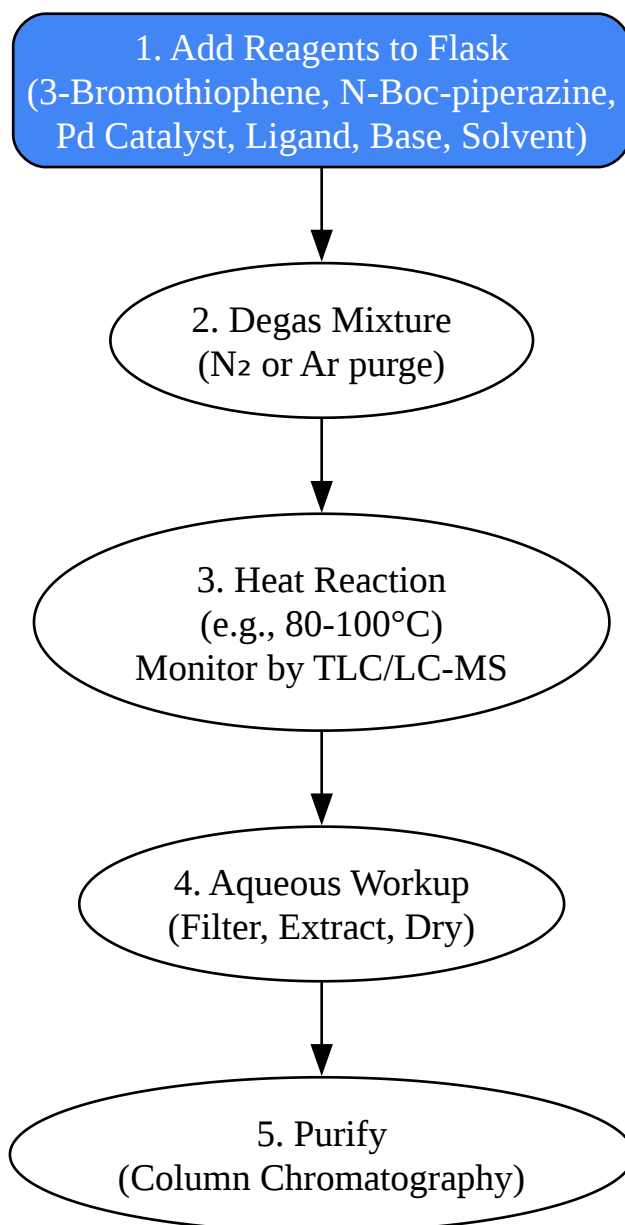 1. Add Reagents to Flask
(3-Bromothiophene, N-Boc-piperazine,
Pd Catalyst, Ligand, Base, Solvent)
2. Degas Mixture
(N₂ or Ar purge)
3. Heat Reaction
(e.g., 80-100°C)
Monitor by TLC/LC-MS
4. Aqueous Workup
(Filter, Extract, Dry)
5. Purify
(Column Chromatography)